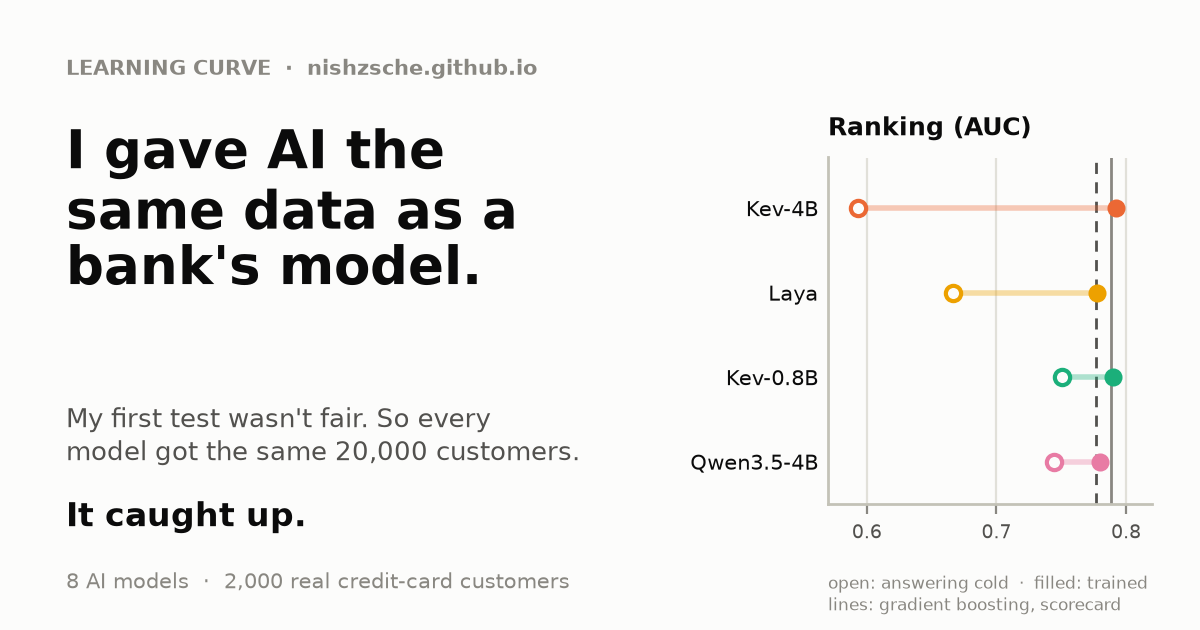 LEARNING CURVE · nishzsche.github.io
I gave AI the
same data as a
bank's model.
My first test wasn't fair. So every
model got the same 20,000 customers.
It caught up.
8 AI models · 2,000 real credit-card customers
Ranking (AUC)
Kev-4B
Laya
Kev-0.8B
Qwen3.5-4B
0.6 0.7 0.8
open: answering cold · filled: trained
lines: gradient boosting, scorecard